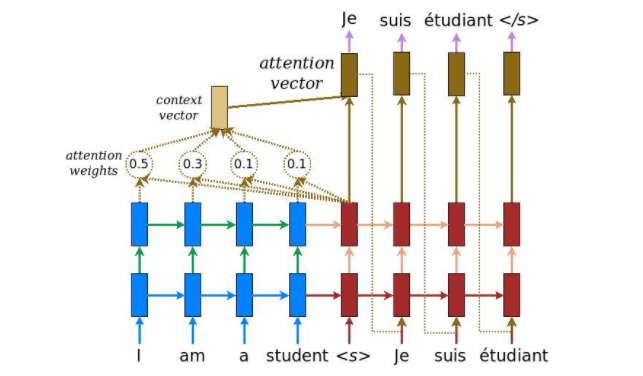 Je suis étudiant </s>
attention
vector
context
vector
attention
weights
0.5 0.3 0.1 0.1
I am a student <s> Je suis étudiant